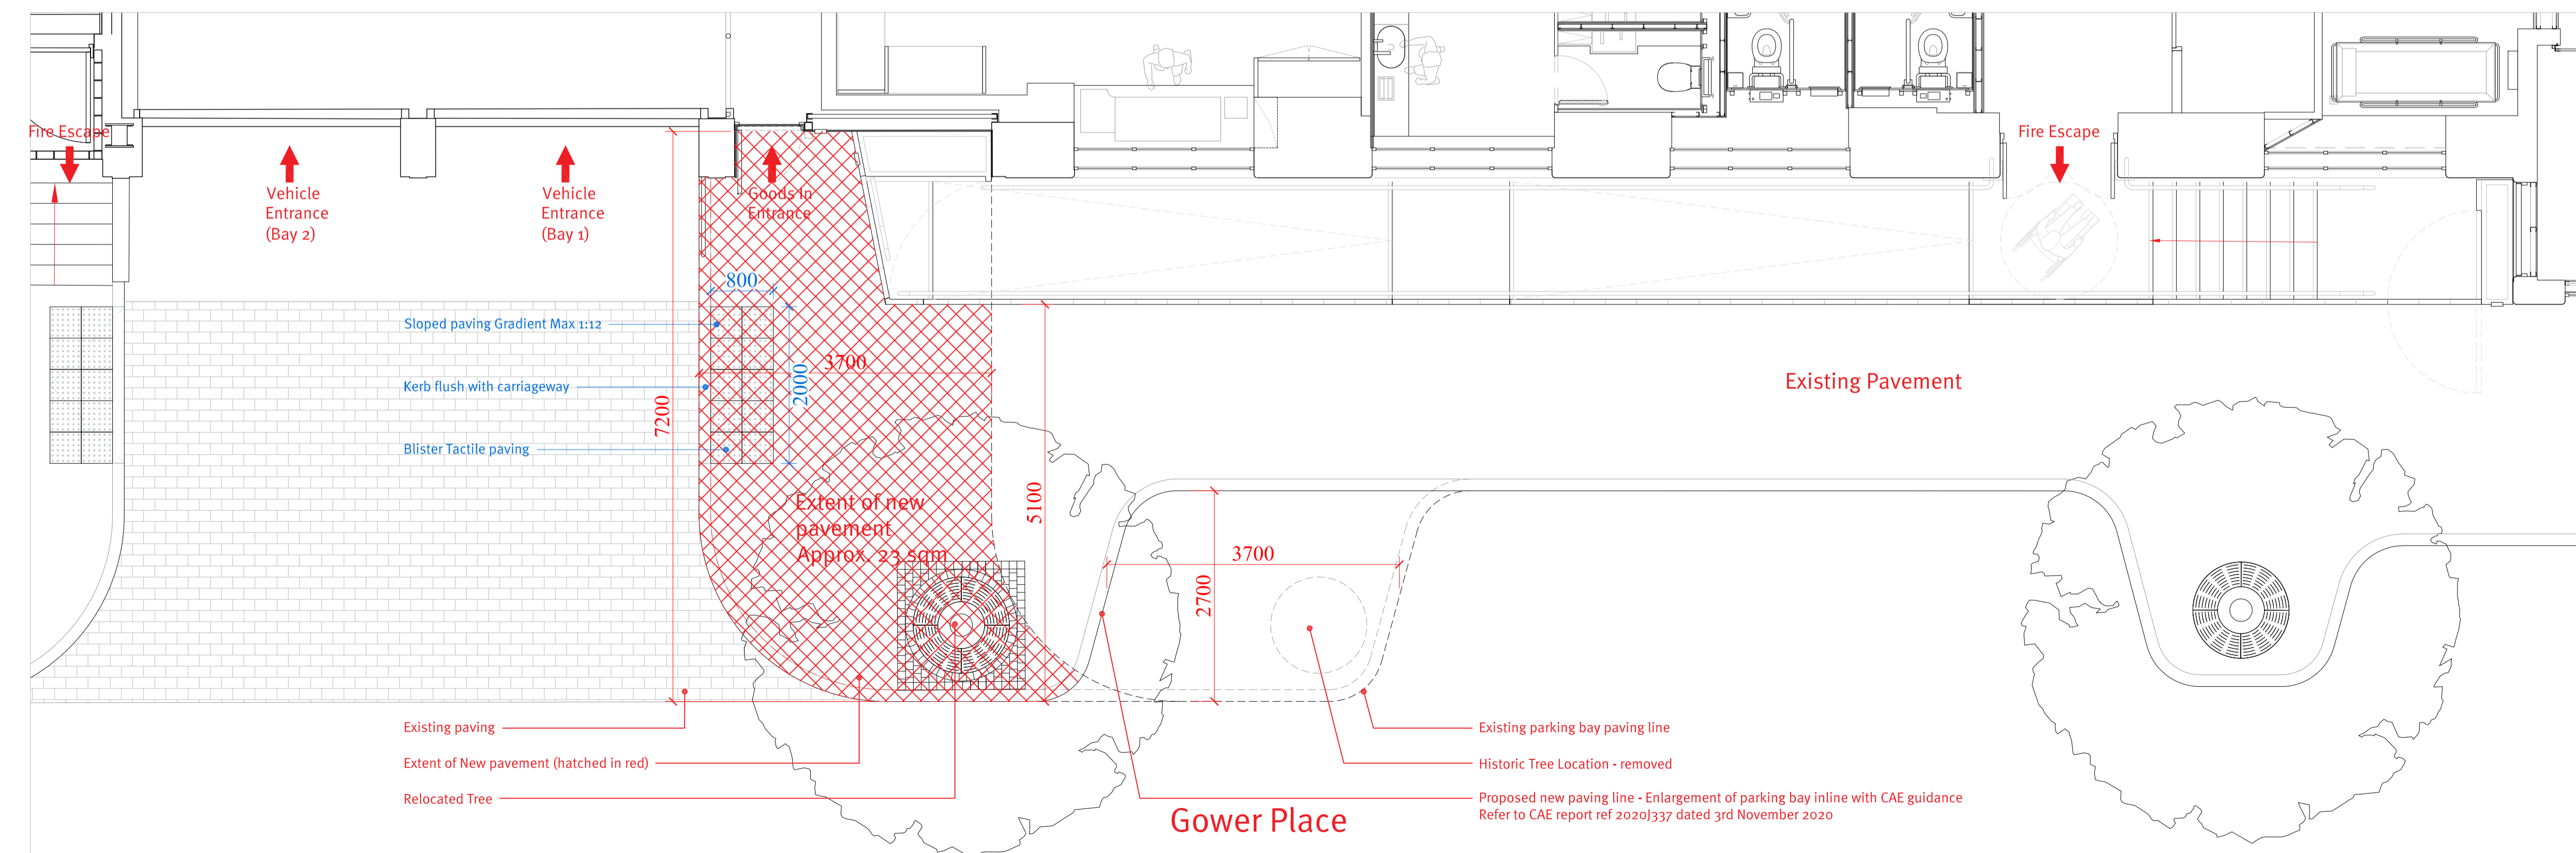 Fire Escape
Vehicle
Entrance
(Bay 2)
Vehicle
Entrance
(Bay 1)
Goods In
Entrance
Fire Escape
800
Sloped paving Gradient Max 1:12
Kerb flush with carriageway
Blister Tactile paving
7200
3700
2000
Existing Pavement
Extent of new
pavement
Approx. 23 sqm
5100
3700
2700
Existing paving
Extent of New pavement (hatched in red)
Relocated Tree
Existing parking bay paving line
Historic Tree Location - removed
Proposed new paving line - Enlargement of parking bay inline with CAE guidance
Refer to CAE report ref 2020J337 dated 3rd November 2020
Gower Place